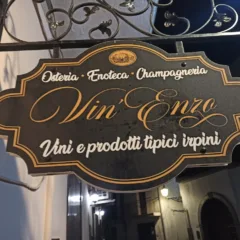 Osteria · Enoteca · Champagneria
Vin' Enzo
Vini e prodotti tipici irpini